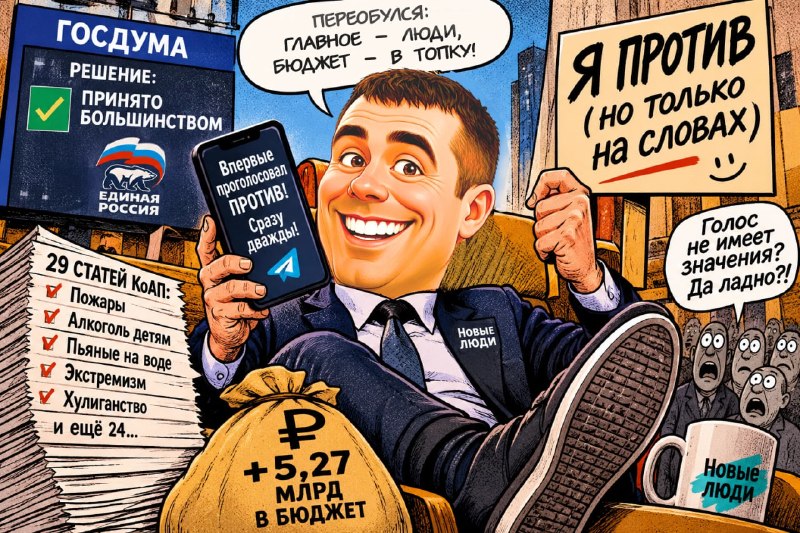 ГОСДУМА
РЕШЕНИЕ:
ПРИНЯТО
БОЛЬШИНСТВОМ
ЕДИНАЯ
РОССИЯ
ПЕРЕОБУЛСЯ:
ГЛАВНОЕ – ЛЮДИ,
БЮДЖЕТ – В ТОПКУ!
Я ПРОТИВ
(но только
на словах)
Впервые
проголосовал
ПРОТИВ!
Сразу
дважды!
Голос
не имеет
значения?
Да ладно?!
29 СТАТЕЙ КоАП:
Пожары
Алкоголь детям
Пьяные на воде
Экстремизм
Хулиганство
и ещё 24...
НОВЫЕ
ЛЮДИ
₽
+5,27
МЛРД
В БЮДЖЕТ
Новые
люди